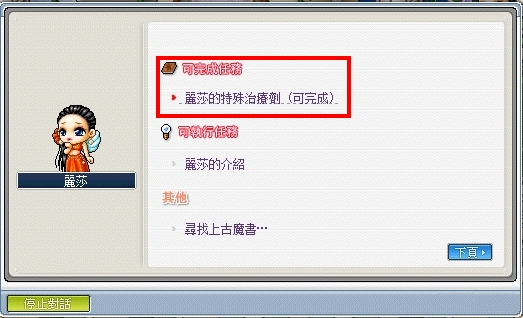 可完成任務
麗莎的特殊治療劑 (可完成)
可執行任務
麗莎的介紹
其他
尋找上古魔書…
麗莎
下頁
停止對話